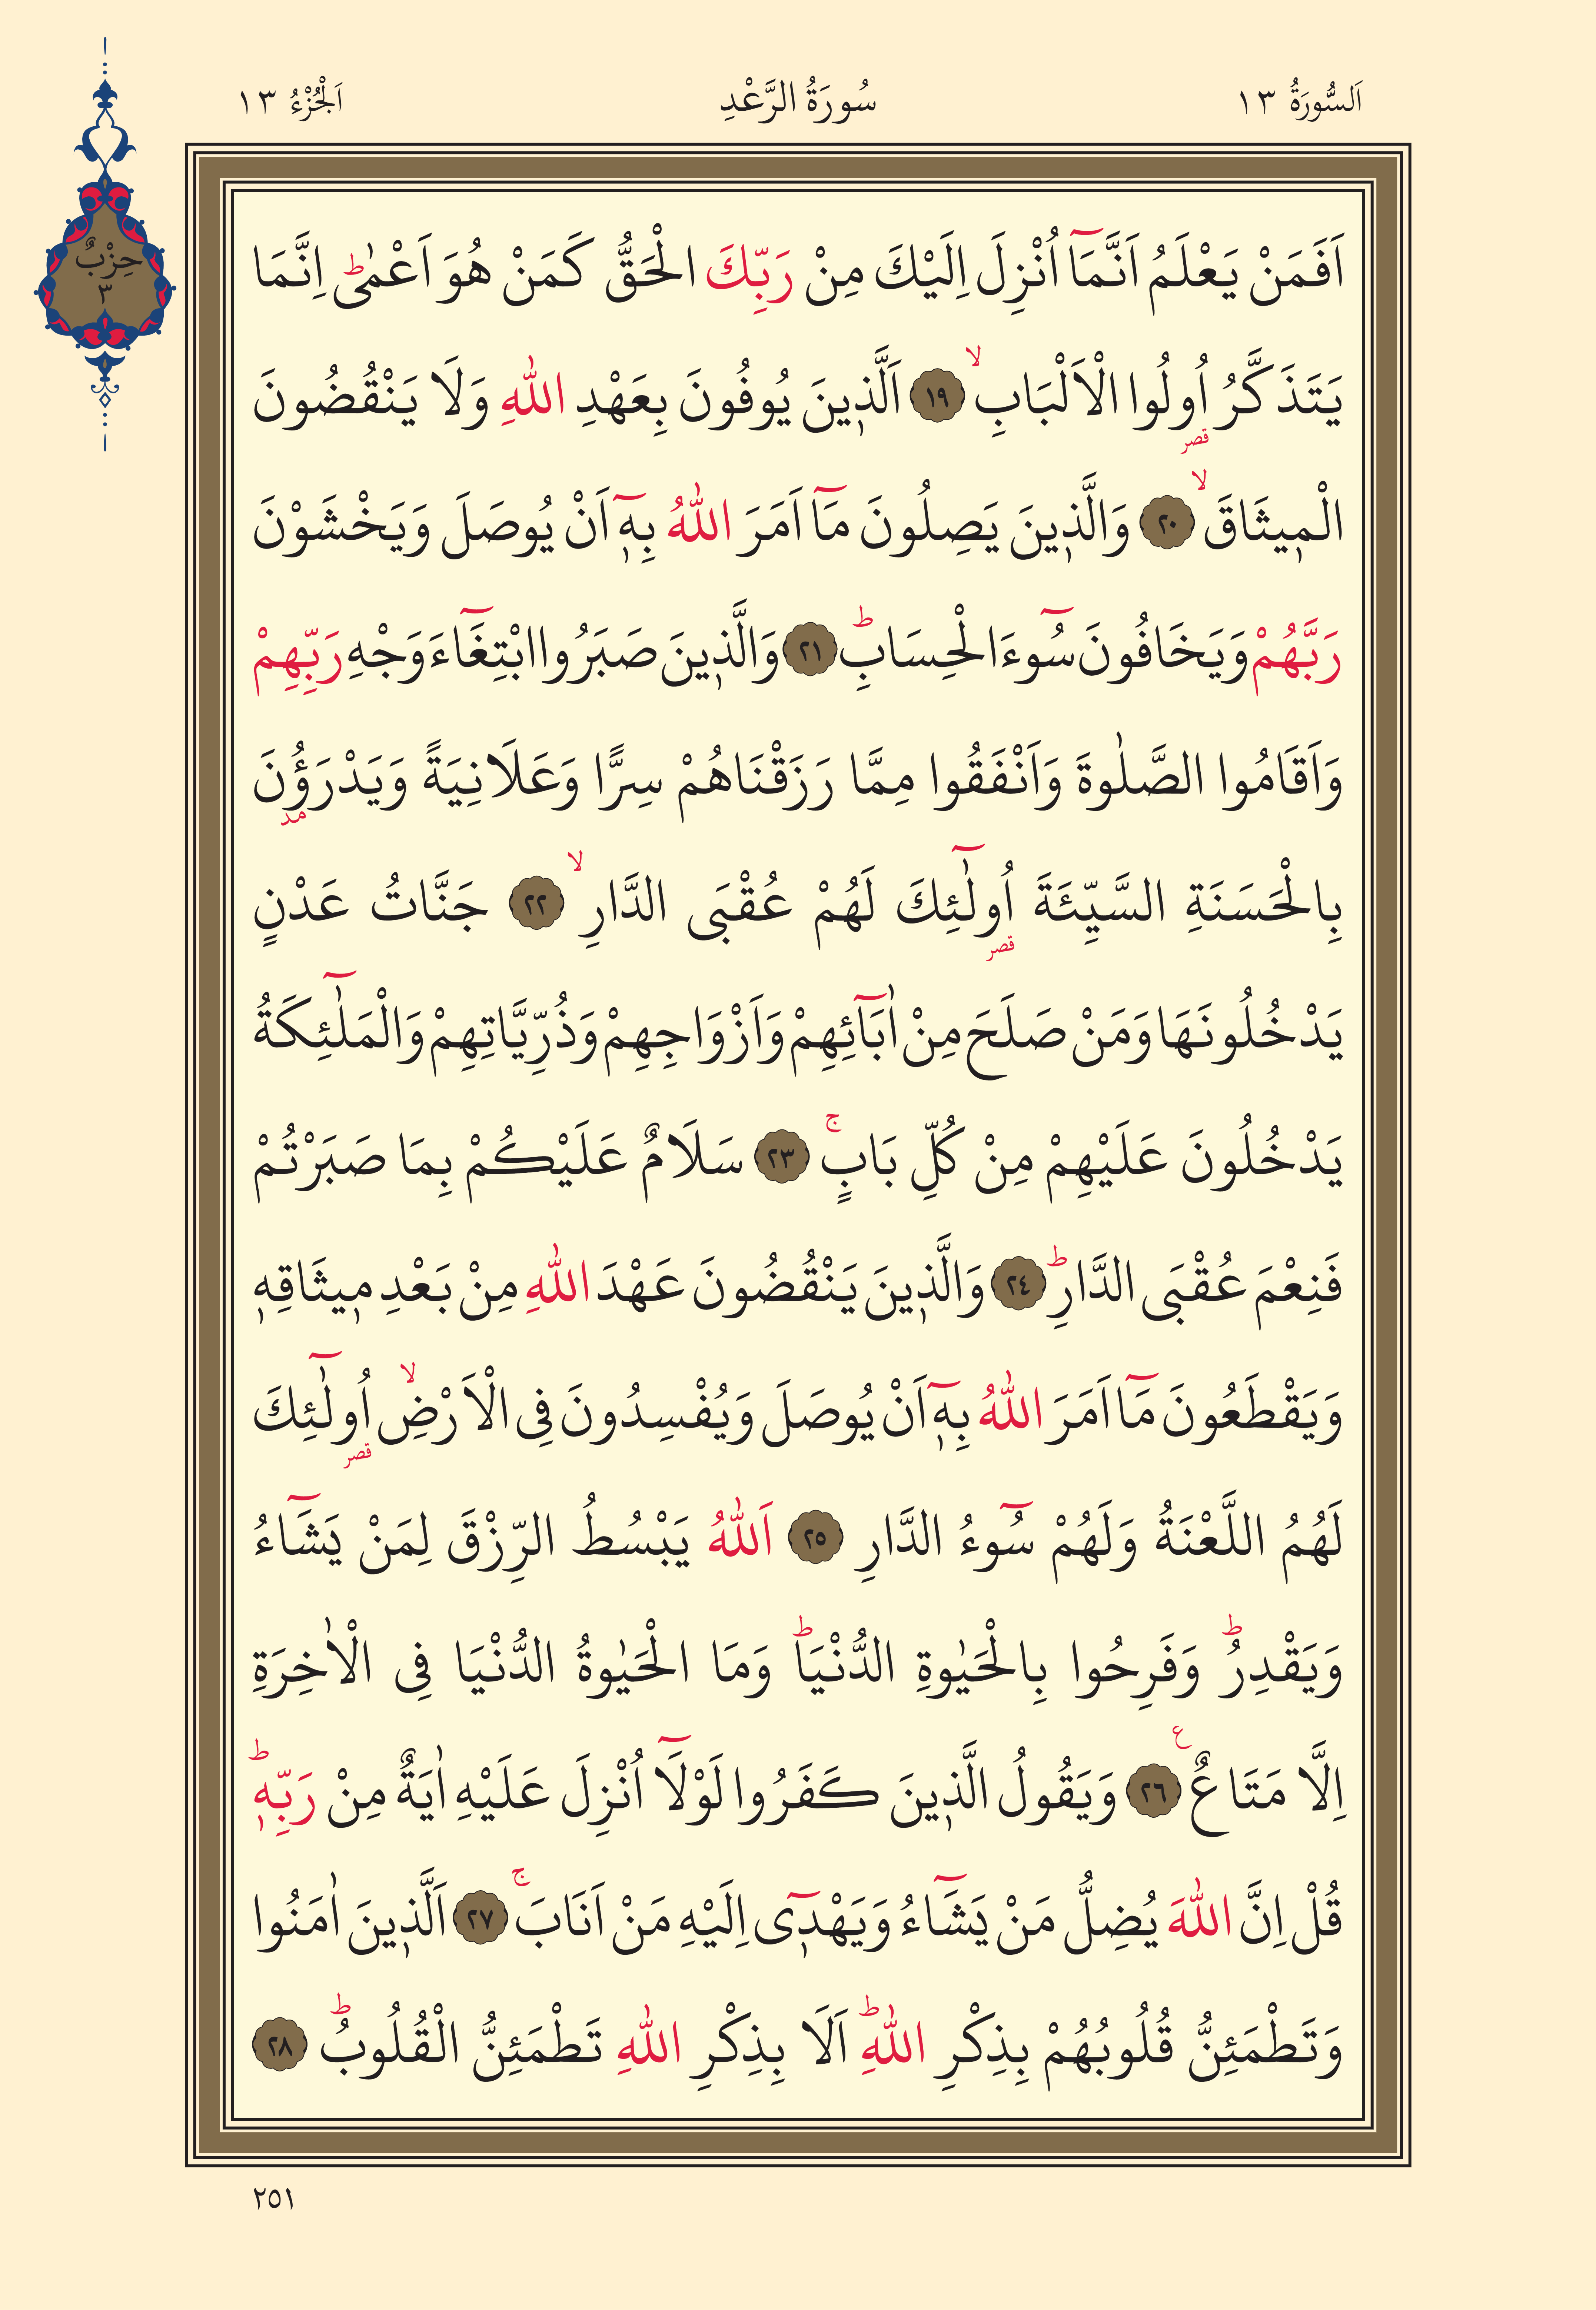 اَلسُّورَةُ ١٣
سُورَةُ الرَّعْدِ
اَلْجُزْءُ ١٣
حِزْبٌ
٣
اَفَمَنْ يَعْلَمُ اَنَّمَٓا اُنْزِلَ اِلَيْكَ مِنْ رَبِّكَ الْحَقُّ كَمَنْ هُوَ اَعْمٰىؕ اِنَّمَا
يَتَذَكَّرُ اُو۬لُوا الْاَلْبَابِۙ ﴿١٩﴾ اَلَّذ۪ينَ يُوفُونَ بِعَهْدِ اللّٰهِ وَلَا يَنْقُضُونَ
قصر
الْم۪يثَاقَۙ ﴿٢٠﴾ وَالَّذ۪ينَ يَصِلُونَ مَٓا اَمَرَ اللّٰهُ بِه۪ٓ اَنْ يُوصَلَ وَيَخْشَوْنَ
رَبَّهُمْ وَيَخَافُونَ سُٓوءَ الْحِسَابِؕ ﴿٢١﴾ وَالَّذ۪ينَ صَبَرُوا ابْتِغَٓاءَ وَجْهِ رَبِّهِمْ
وَاَقَامُوا الصَّلٰوةَ وَاَنْفَقُوا مِمَّا رَزَقْنَاهُمْ سِرًّا وَعَلَانِيَةً وَيَدْرَؤُ۫نَ
مد
بِالْحَسَنَةِ السَّيِّئَةَ اُو۬لٰٓئِكَ لَهُمْ عُقْبَى الدَّارِۙ ﴿٢٢﴾ جَنَّاتُ عَدْنٍ
قصر
يَدْخُلُونَهَا وَمَنْ صَلَحَ مِنْ اٰبَٓائِهِمْ وَاَزْوَاجِهِمْ وَذُرِّيَّاتِهِمْ وَالْمَلٰٓئِكَةُ
يَدْخُلُونَ عَلَيْهِمْ مِنْ كُلِّ بَابٍۚ ﴿٢٣﴾ سَلَامٌ عَلَيْكُمْ بِمَا صَبَرْتُمْ
فَنِعْمَ عُقْبَى الدَّارِؕ ﴿٢٤﴾ وَالَّذ۪ينَ يَنْقُضُونَ عَهْدَ اللّٰهِ مِنْ بَعْدِ م۪يثَاقِه۪
وَيَقْطَعُونَ مَٓا اَمَرَ اللّٰهُ بِه۪ٓ اَنْ يُوصَلَ وَيُفْسِدُونَ فِى الْاَرْضِۙ اُو۬لٰٓئِكَ
قصر
لَهُمُ اللَّعْنَةُ وَلَهُمْ سُٓوءُ الدَّارِ ﴿٢٥﴾ اَللّٰهُ يَبْسُطُ الرِّزْقَ لِمَنْ يَشَٓاءُ
وَيَقْدِرُؕ وَفَرِحُوا بِالْحَيٰوةِ الدُّنْيَاؕ وَمَا الْحَيٰوةُ الدُّنْيَا فِى الْاٰخِرَةِ
اِلَّا مَتَاعٌ ع ﴿٢٦﴾ وَيَقُولُ الَّذ۪ينَ كَفَرُوا لَوْلَٓا اُنْزِلَ عَلَيْهِ اٰيَةٌ مِنْ رَبِّه۪ؕ
قُلْ اِنَّ اللّٰهَ يُضِلُّ مَنْ يَشَٓاءُ وَيَهْد۪ٓى اِلَيْهِ مَنْ اَنَابَۚ ﴿٢٧﴾ اَلَّذ۪ينَ اٰمَنُوا
وَتَطْمَئِنُّ قُلُوبُهُمْ بِذِكْرِ اللّٰهِؕ اَلَا بِذِكْرِ اللّٰهِ تَطْمَئِنُّ الْقُلُوبُؕ ﴿٢٨﴾
٢٥١